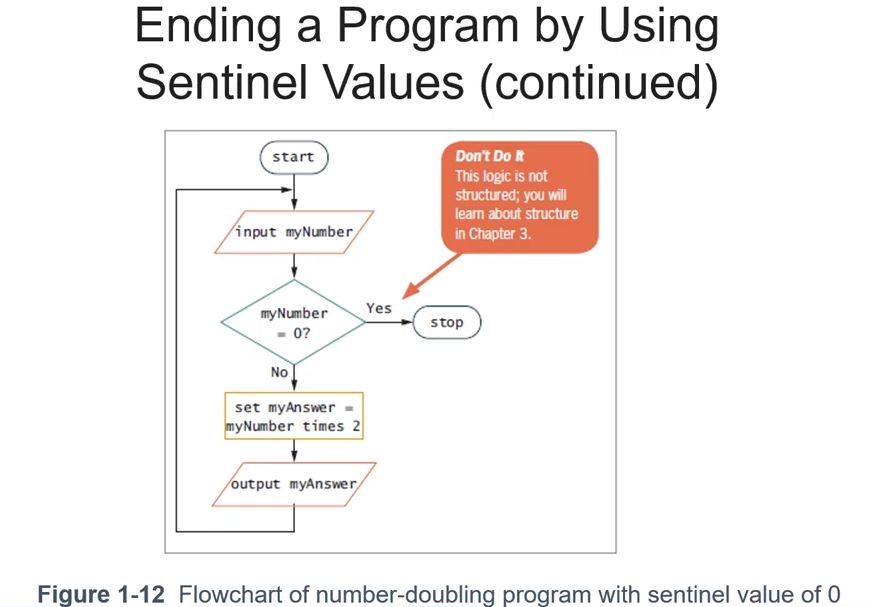 Ending a Program by Using
Sentinel Values (continued)
start
Don't Do It
This logic is not
structured; you will
learn about structure
in Chapter 3.
input myNumber
myNumber
= 0?
Yes
stop
No
set myAnswer =
myNumber times 2
output myAnswer
Figure 1-12 Flowchart of number-doubling program with sentinel value of 0